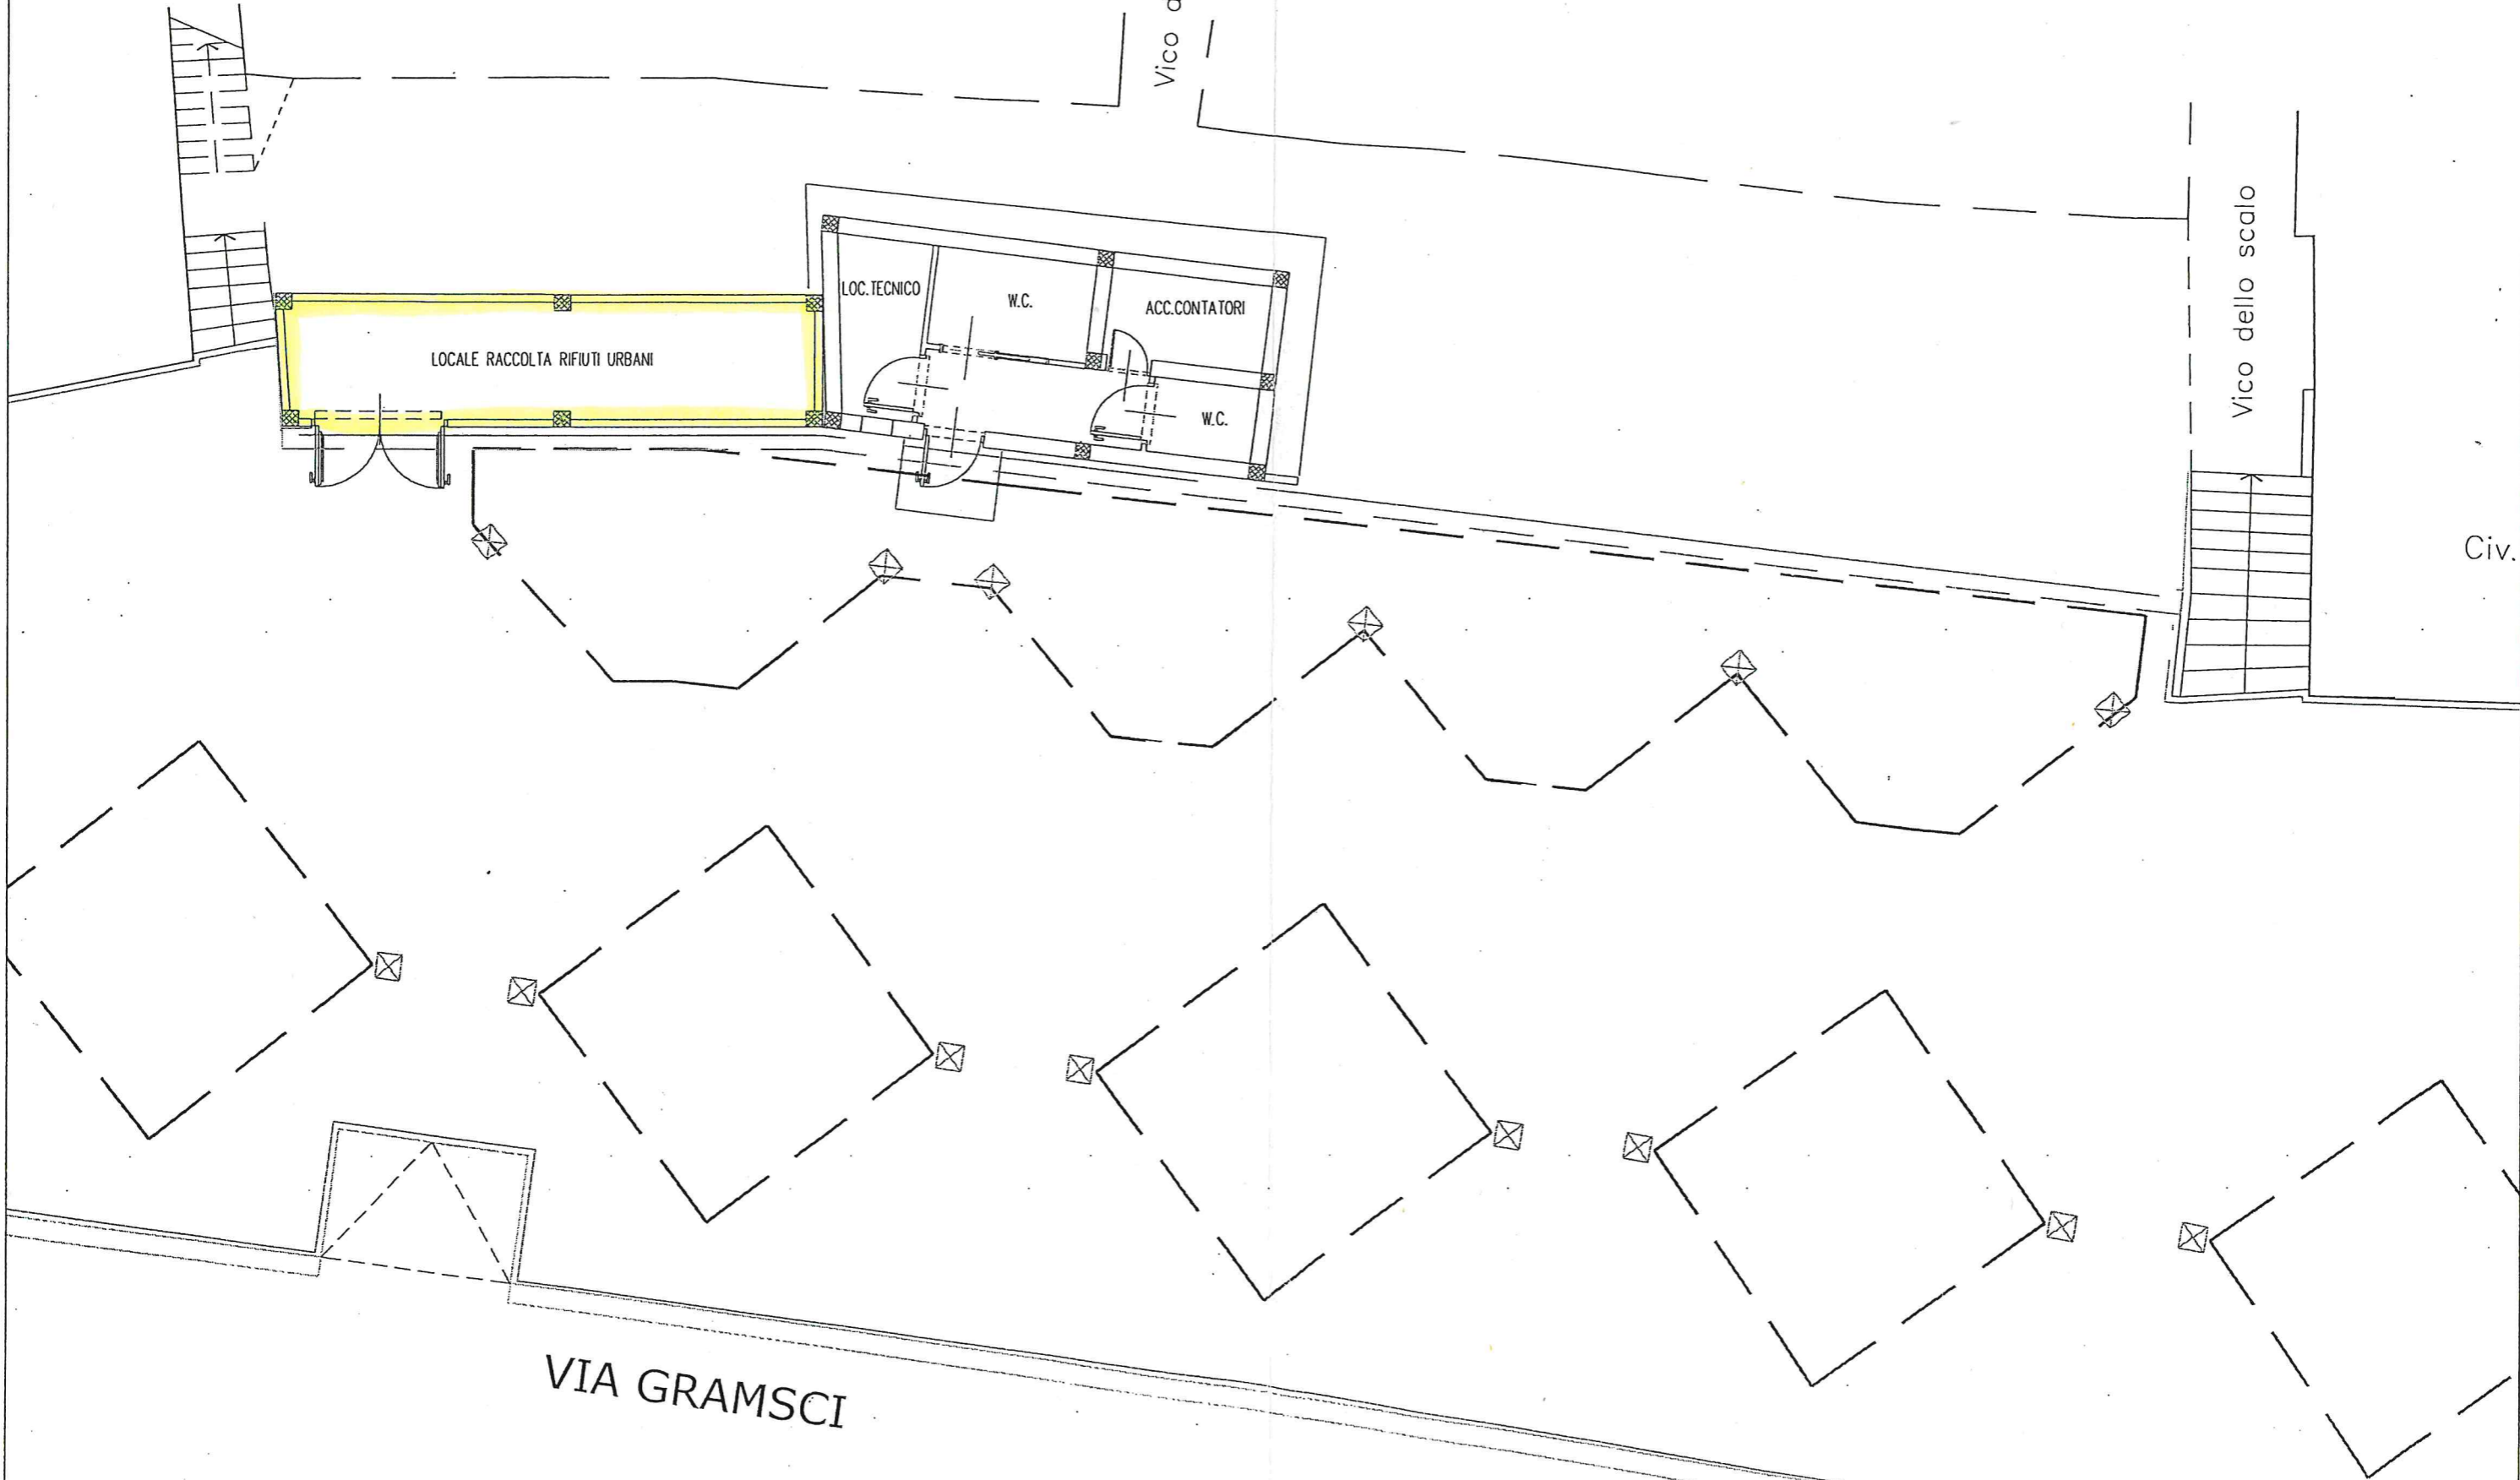 Vico
Vico dello scalo
LOC.TECNICO
W.C.
ACC.CONTATORI
LOCALE RACCOLTA RIFIUTI URBANI
W.C.
Civ.
VIA GRAMSCI